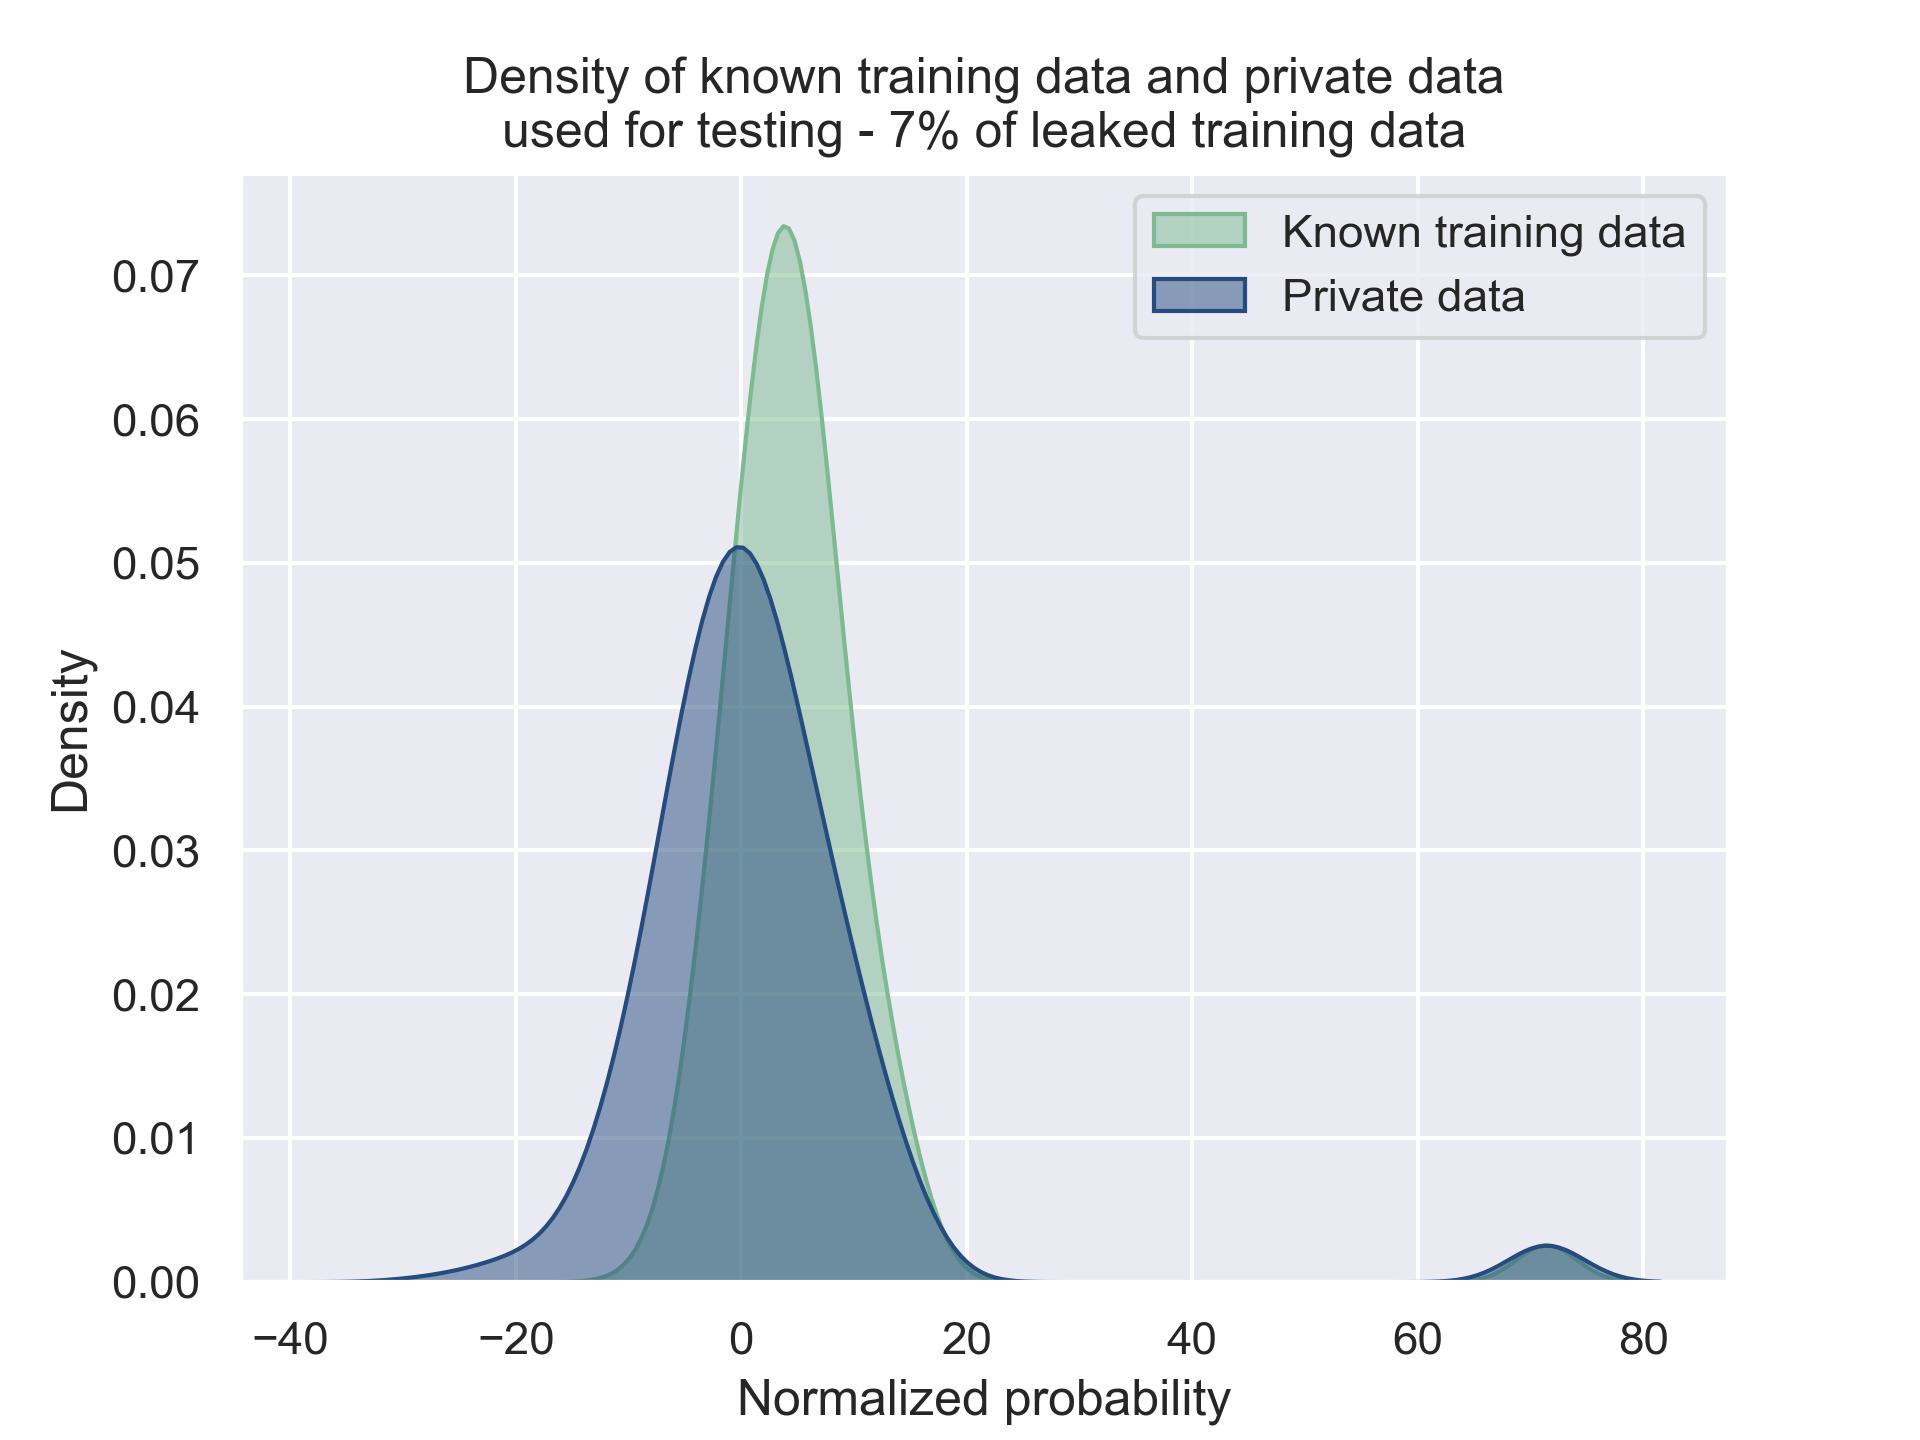 Density of known training data and private data
used for testing - 7% of leaked training data
Known training data
Private data
Density
0.07
0.06
0.05
0.04
0.03
0.02
0.01
0.00
−40 −20 0 20 40 60 80
Normalized probability